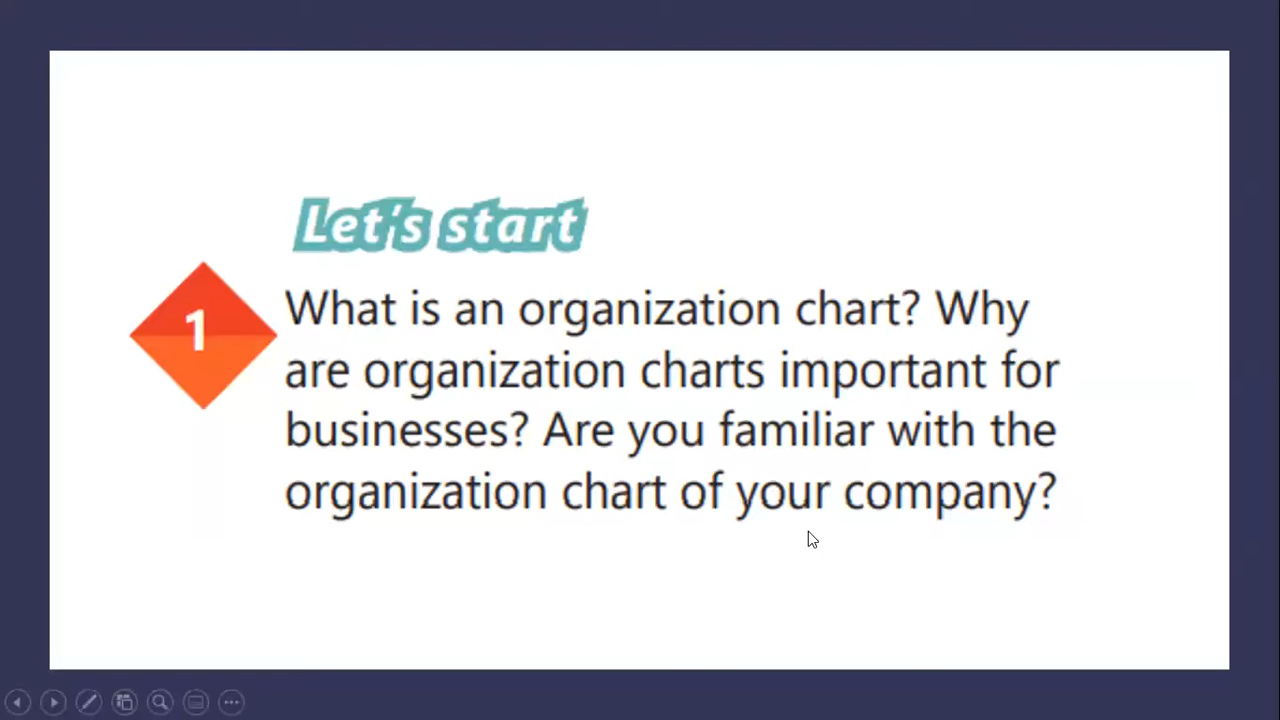 Let's start
1
What is an organization chart? Why
are organization charts important for
businesses? Are you familiar with the
organization chart of your company?